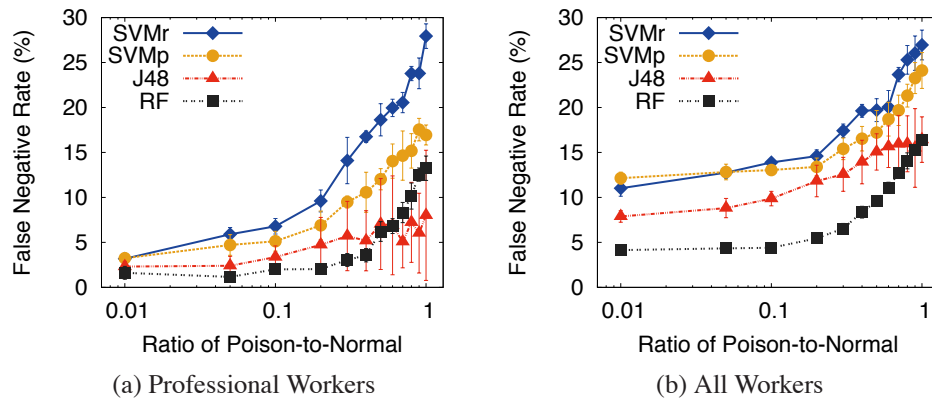 30
25
20
15
10
5
0
False Negative Rate (%)
SVMr
SVMp
J48
RF
0.01
0.1
1
Ratio of Poison-to-Normal
(a) Professional Workers
30
25
20
15
10
5
0
False Negative Rate (%)
SVMr
SVMp
J48
RF
0.01
0.1
1
Ratio of Poison-to-Normal
(b) All Workers